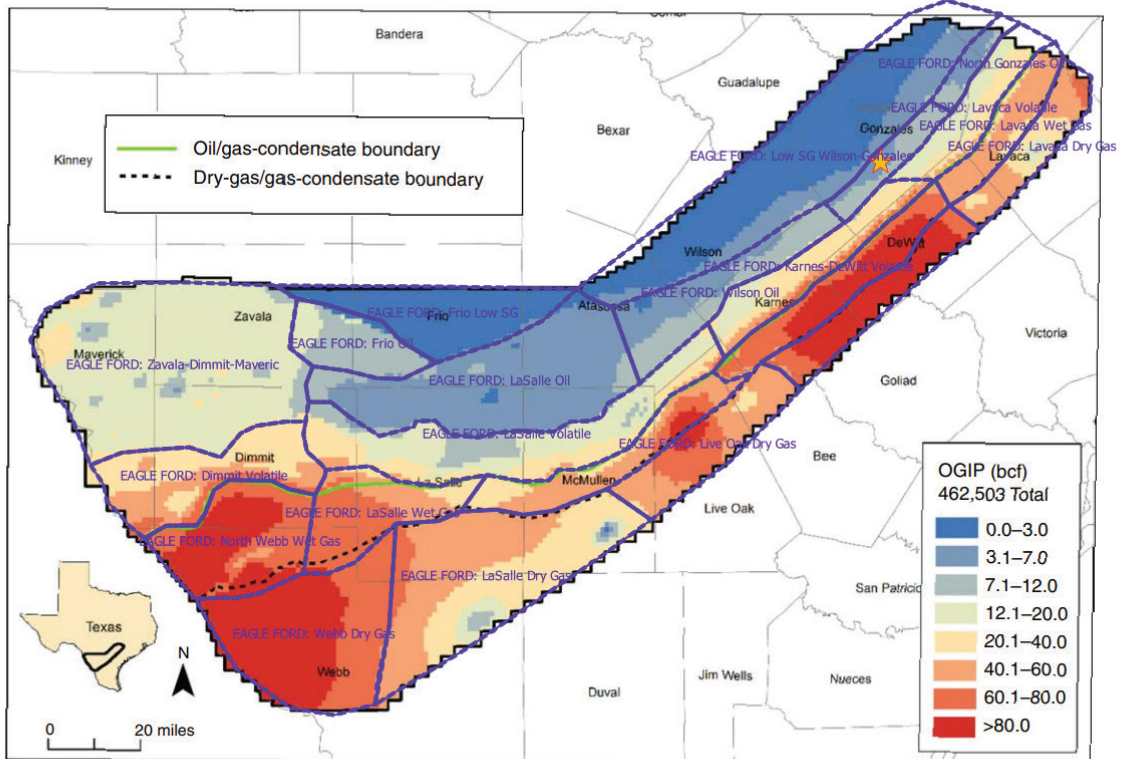 Bandera
Guadalupe
Bexar
Kinney
Oil/gas-condensate boundary
Dry-gas/gas-condensate boundary
EAGLE FORD: North Gonzales O
EAGLE FORD: Lavaca Volatile
Gonzales
EAGLE FORD: Lavaca Wet Gas
EAGLE FORD: Lavaca Dry Gas
Lavaca
EAGLE FORD: Low SG Wilson-Gonzales
DeWitt
Wilson
EAGLE FORD: Karnes-DeWitt Volatile
EAGLE FORD: Wilson Oil
Karnes
Atascosa
Zavala
Frio
EAGLE FORD: Frio Low SG
EAGLE FORD: Frio Oil
Maverick
EAGLE FORD: Zavala-Dimmit-Maveric
EAGLE FORD: LaSalle Oil
Victoria
Goliad
EAGLE FORD: LaSalle Volatile
EAGLE FORD: Live Oak Dry Gas
Bee
Dimmit
EAGLE FORD: Dimmit Volatile
La Salle
McMullen
Live Oak
EAGLE FORD: LaSalle Wet Gas
EAGLE FORD: North Webb Wet Gas
EAGLE FORD: LaSalle Dry Gas
EAGLE FORD: Webb Dry Gas
Webb
San Patricio
Duval
Jim Wells
Nueces
Texas
N
0 20 miles
OGIP (bcf)
462,503 Total
0.0–3.0
3.1–7.0
7.1–12.0
12.1–20.0
20.1–40.0
40.1–60.0
60.1–80.0
>80.0